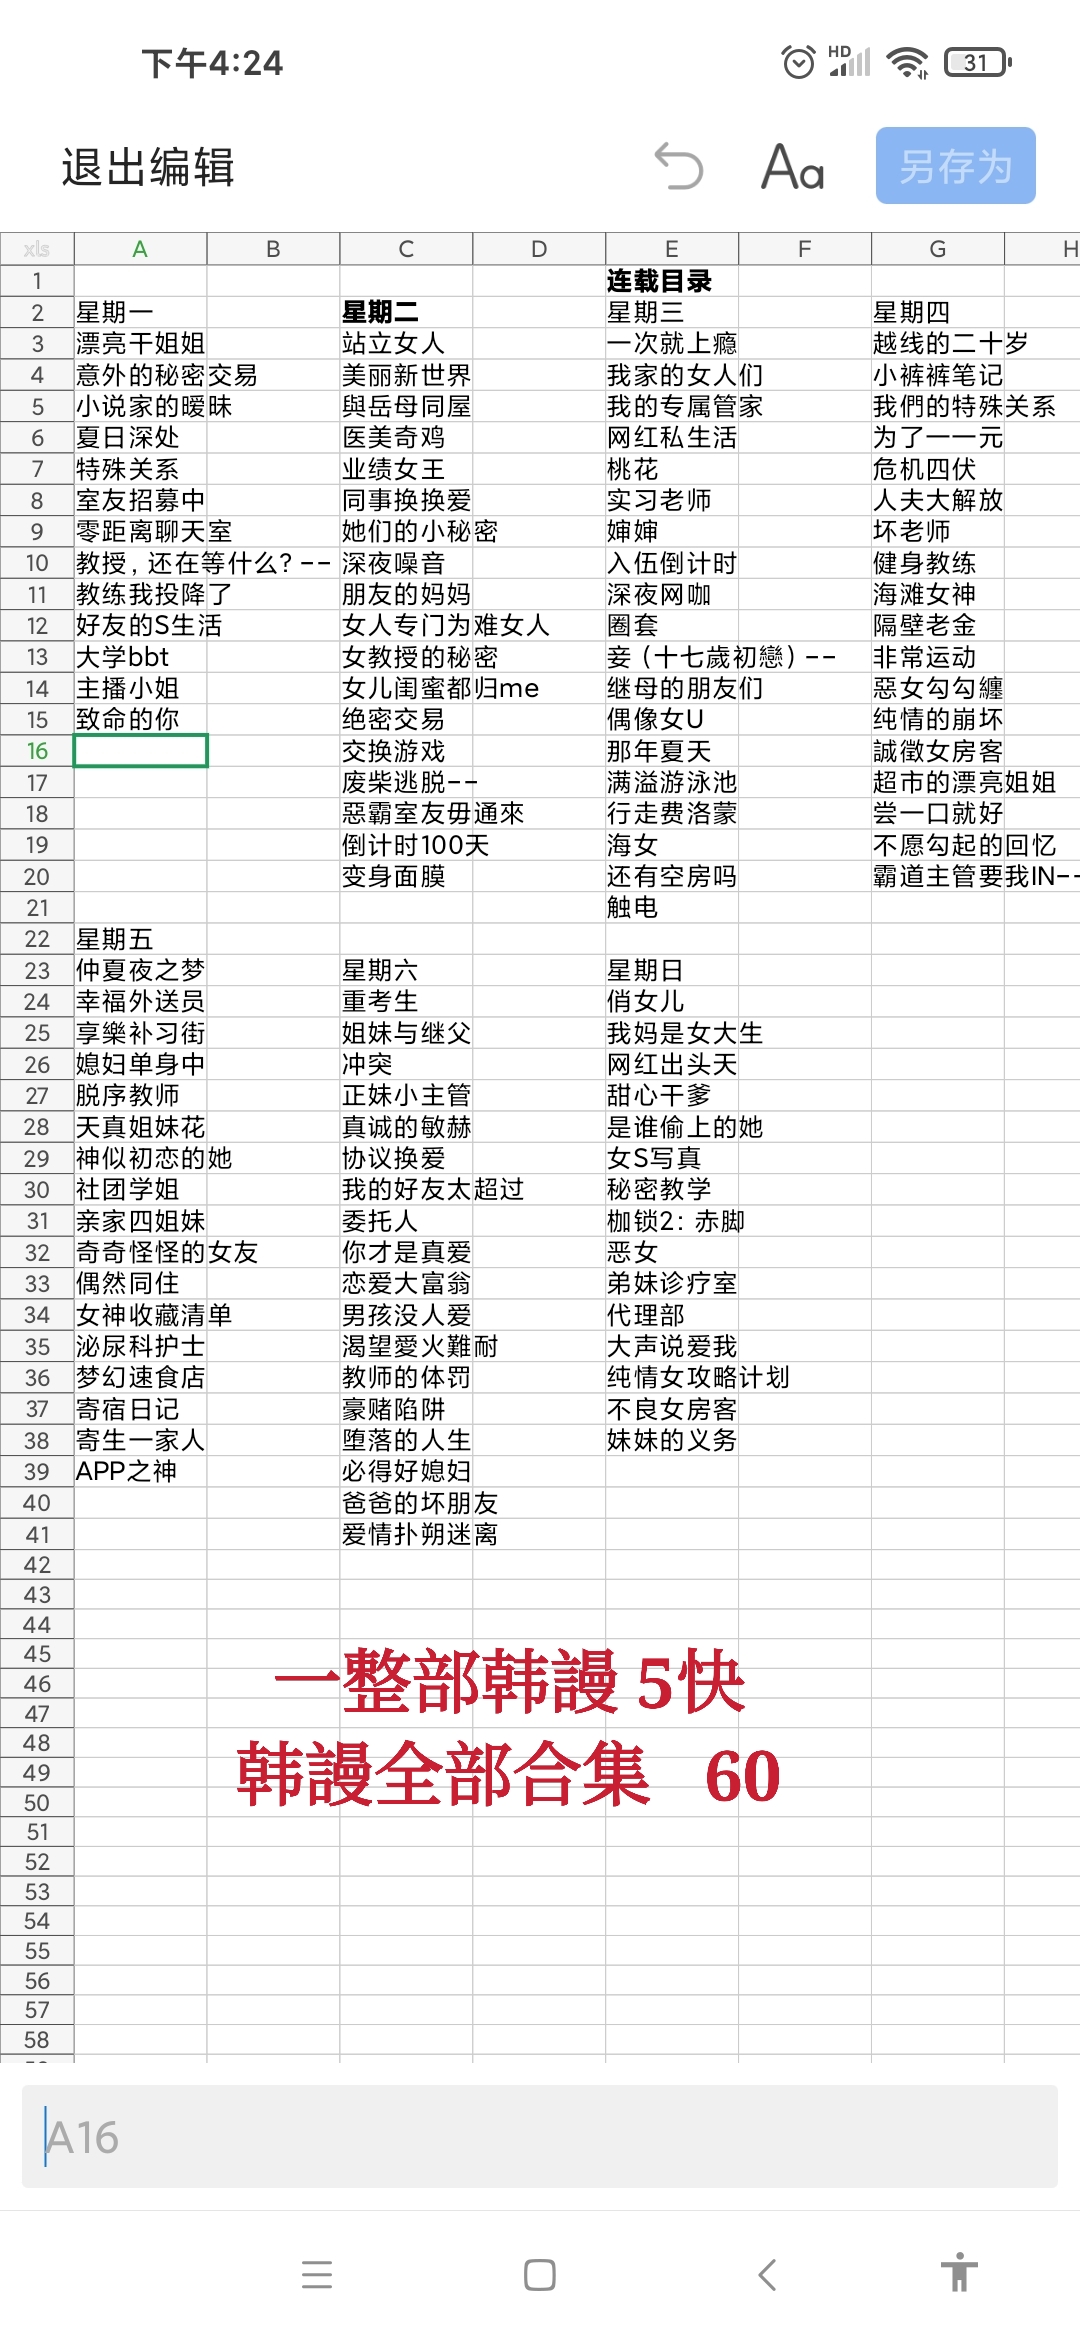 下午4:24
HD
31
退出编辑
Aa
另存为
xls A B C D E F G H
1 连载目录
2 星期一 星期二 星期三 星期四
3 漂亮干姐姐 站立女人 一次就上瘾 越线的二十岁
4 意外的秘密交易 美丽新世界 我家的女人们 小裤裤笔记
5 小说家的暧昧 與岳母同屋 我的专属管家 我們的特殊关系
6 夏日深处 医美奇鸡 网红私生活 为了一一元
7 特殊关系 业绩女王 桃花 危机四伏
8 室友招募中 同事换换爱 实习老师 人夫大解放
9 零距离聊天室 她们的小秘密 婶婶 坏老师
10 教授，还在等什么？-- 深夜噪音 入伍倒计时 健身教练
11 教练我投降了 朋友的妈妈 深夜网咖 海滩女神
12 好友的S生活 女人专门为难女人 圈套 隔壁老金
13 大学bbt 女教授的秘密 妾（十七歲初戀）-- 非常运动
14 主播小姐 女儿闺蜜都归me 继母的朋友们 惡女勾勾纏
15 致命的你 绝密交易 偶像女U 纯情的崩坏
16 交换游戏 那年夏天 誠徵女房客
17 废柴逃脱-- 满溢游泳池 超市的漂亮姐姐
18 惡霸室友毋通來 行走费洛蒙 尝一口就好
19 倒计时100天 海女 不愿勾起的回忆
20 变身面膜 还有空房吗 霸道主管要我IN--
21 触电
22 星期五
23 仲夏夜之梦 星期六 星期日
24 幸福外送员 重考生 俏女儿
25 享樂补习街 姐妹与继父 我妈是女大生
26 媳妇单身中 冲突 网红出头天
27 脱序教师 正妹小主管 甜心干爹
28 天真姐妹花 真诚的敏赫 是谁偷上的她
29 神似初恋的她 协议换爱 女S写真
30 社团学姐 我的好友太超过 秘密教学
31 亲家四姐妹 委托人 枷锁2：赤脚
32 奇奇怪怪的女友 你才是真爱 恶女
33 偶然同住 恋爱大富翁 弟妹诊疗室
34 女神收藏清单 男孩没人爱 代理部
35 泌尿科护士 渴望愛火難耐 大声说爱我
36 梦幻速食店 教师的体罚 纯情女攻略计划
37 寄宿日记 豪赌陷阱 不良女房客
38 寄生一家人 堕落的人生 妹妹的义务
39 APP之神 必得好媳妇
40 爸爸的坏朋友
41 爱情扑朔迷离
42
43
44
45
46
47
48
49
50
51
52
53
54
55
56
57
58
一整部韩謾 5快
韩謾全部合集 60
A16